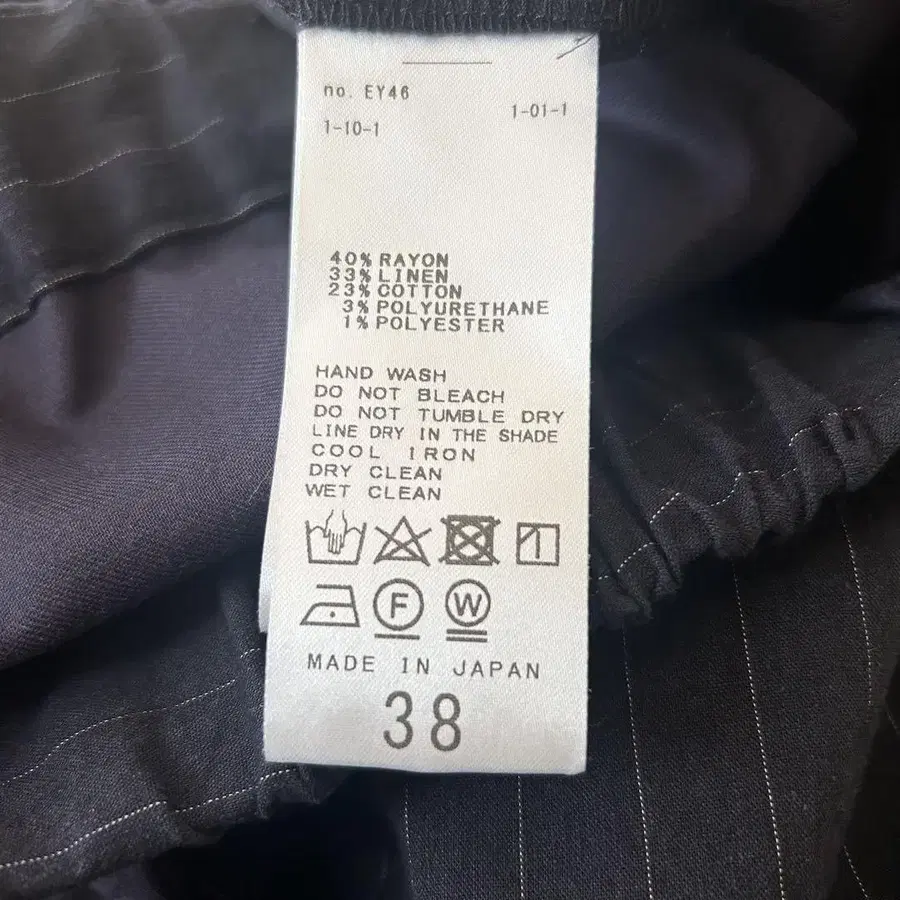 no. EY46
1-01-1
1-10-1
40% RAYON
33% LINEN
23% COTTON
3% POLYURETHANE
1% POLYESTER
HAND WASH
DO NOT BLEACH
DO NOT TUMBLE DRY
LINE DRY IN THE SHADE
COOL IRON
DRY CLEAN
WET CLEAN
F
W
MADE IN JAPAN
38